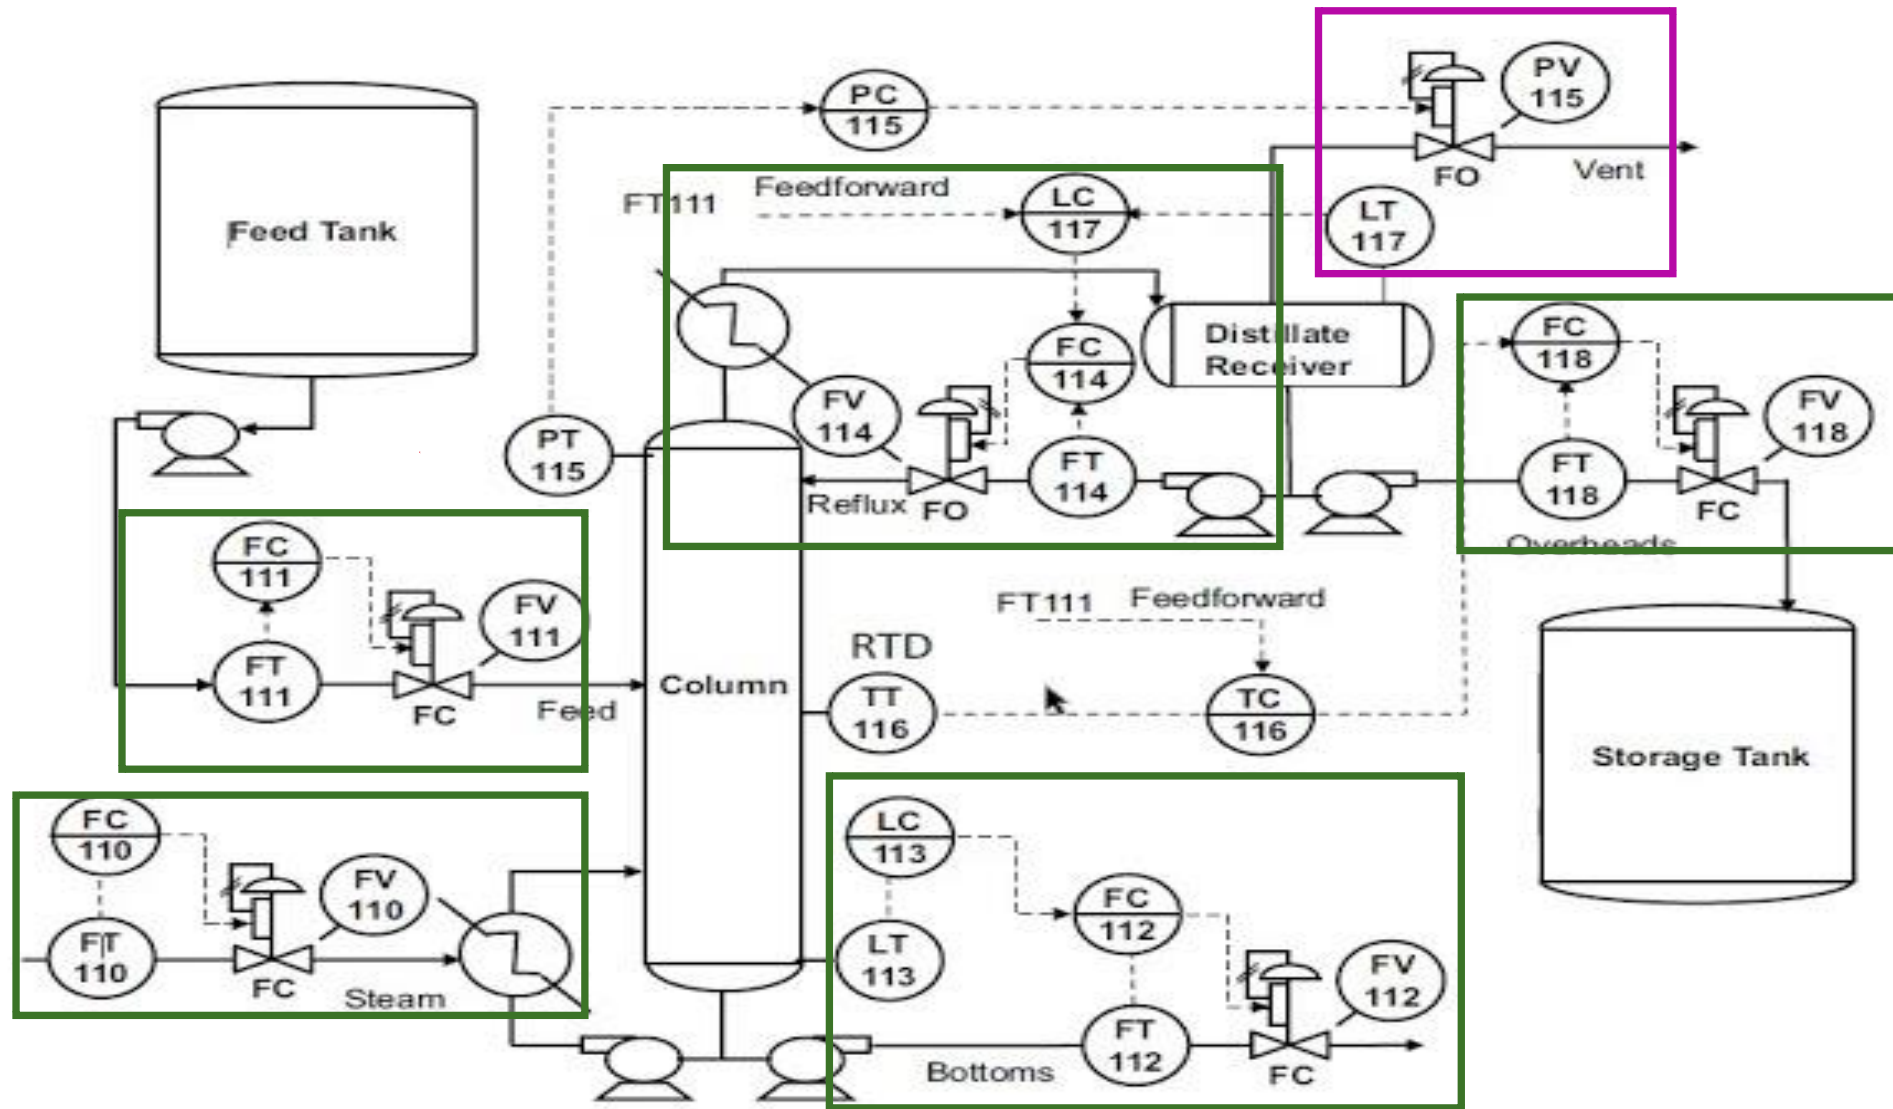 PV
115
PC
115
FO
Vent
FT111
Feedforward
LC
117
LT
117
Feed Tank
Distillate
Receiver
FC
114
FC
118
FV
114
FV
118
PT
115
FT
114
FT
118
Reflux
FO
FC
Overheads
FC
111
FV
111
FT
111
FC
Feed
FT111
Feedforward
RTD
Column
TT
116
TC
116
Storage Tank
FC
110
FV
110
FT
110
FC
Steam
LC
113
FC
112
LT
113
FV
112
FT
112
Bottoms
FC